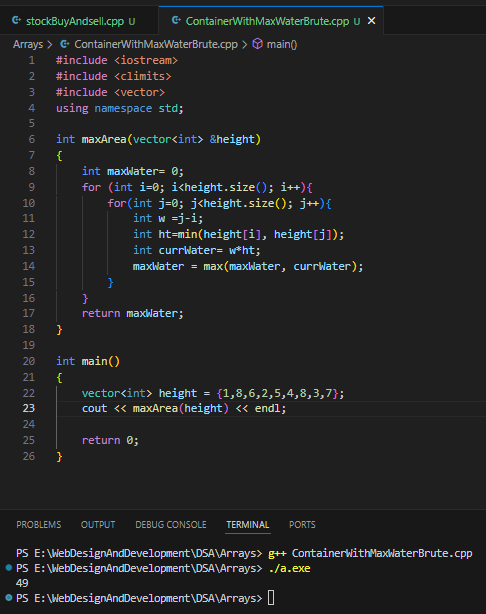 stockBuyAndsell.cpp U ContainerWithMaxWaterBrute.cpp U
Arrays > ContainerWithMaxWaterBrute.cpp > main()
1 #include <iostream>
2 #include <climits>
3 #include <vector>
4 using namespace std;
5
6 int maxArea(vector<int> &height)
7 {
8 int maxWater= 0;
9 for (int i=0; i<height.size(); i++){
10 for(int j=0; j<height.size(); j++){
11 int w =j-i;
12 int ht=min(height[i], height[j]);
13 int currWater= w*ht;
14 maxWater = max(maxWater, currWater);
15 }
16 }
17 return maxWater;
18 }
19
20 int main()
21 {
22 vector<int> height = {1,8,6,2,5,4,8,3,7};
23 cout << maxArea(height) << endl;
24
25 return 0;
26 }
PROBLEMS OUTPUT DEBUG CONSOLE TERMINAL PORTS
PS E:\WebDesignAndDevelopment\DSA\Arrays> g++ ContainerWithMaxWaterBrute.cpp
PS E:\WebDesignAndDevelopment\DSA\Arrays> ./a.exe
49
PS E:\WebDesignAndDevelopment\DSA\Arrays>